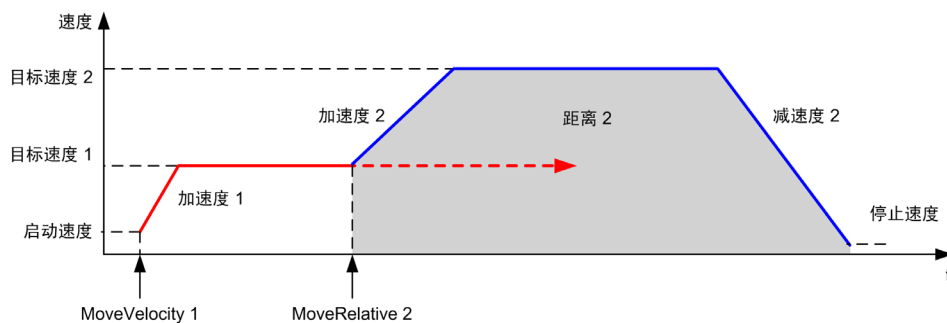 速度
目标速度 2
加速度 2
距离 2
减速度 2
目标速度 1
加速度 1
停止速度
启动速度
t
MoveVelocity 1
MoveRelative 2